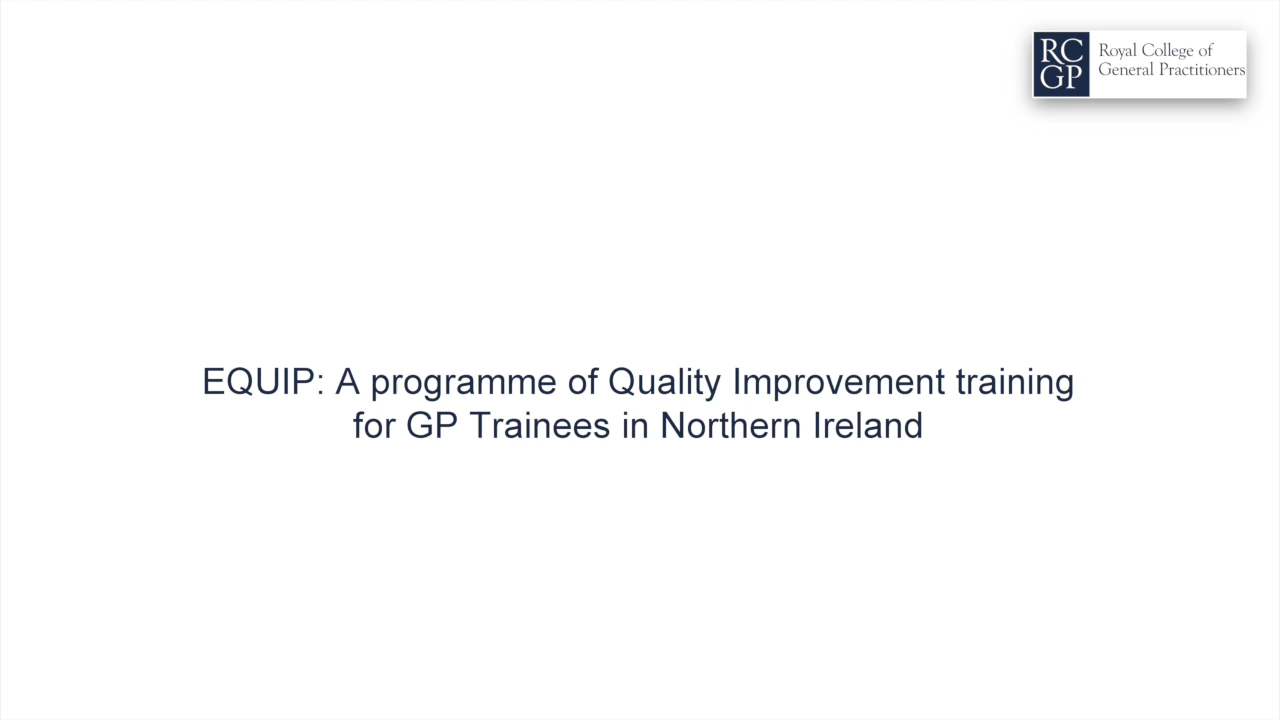 RC
GP
Royal College of
General Practitioners
EQUIP: A programme of Quality Improvement training
for GP Trainees in Northern Ireland